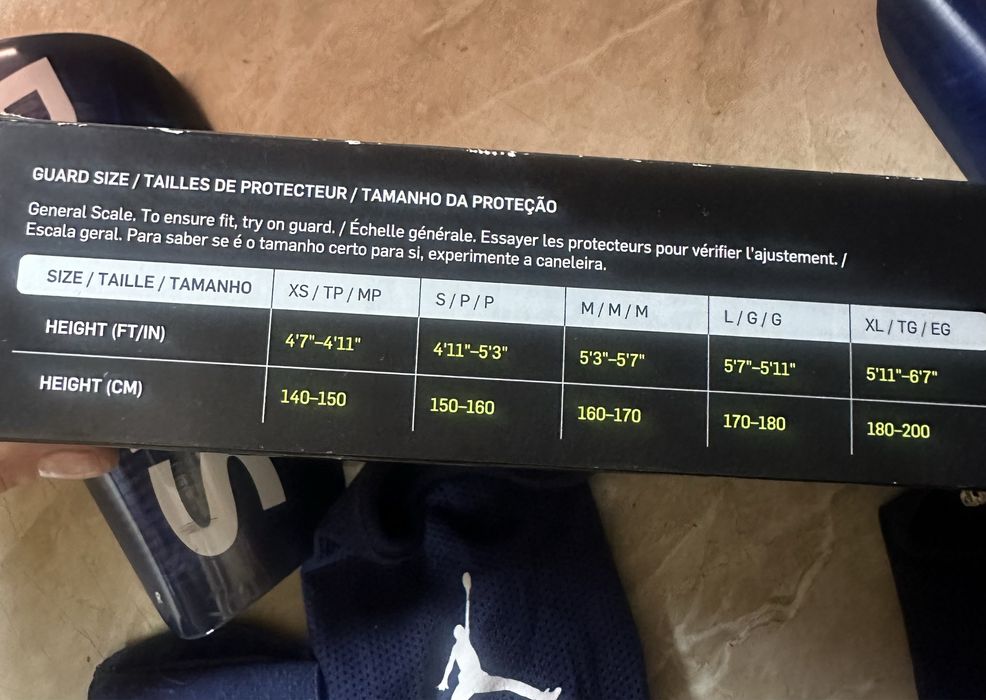 GUARD SIZE / TAILLES DE PROTECTEUR / TAMANHO DA PROTEÇÃO
General Scale. To ensure fit, try on guard. / Échelle générale. Essayer les protecteurs pour vérifier l'ajustement. /
Escala geral. Para saber se é o tamanho certo para si, experimente a caneleira.
SIZE / TAILLE / TAMANHO XS / TP / MP S / P / P M / M / M L / G / G XL / TG / EG
HEIGHT (FT/IN) 4'7"–4'11" 4'11"–5'3" 5'3"–5'7" 5'7"–5'11" 5'11"–6'7"
HEIGHT (CM) 140–150 150–160 160–170 170–180 180–200
S